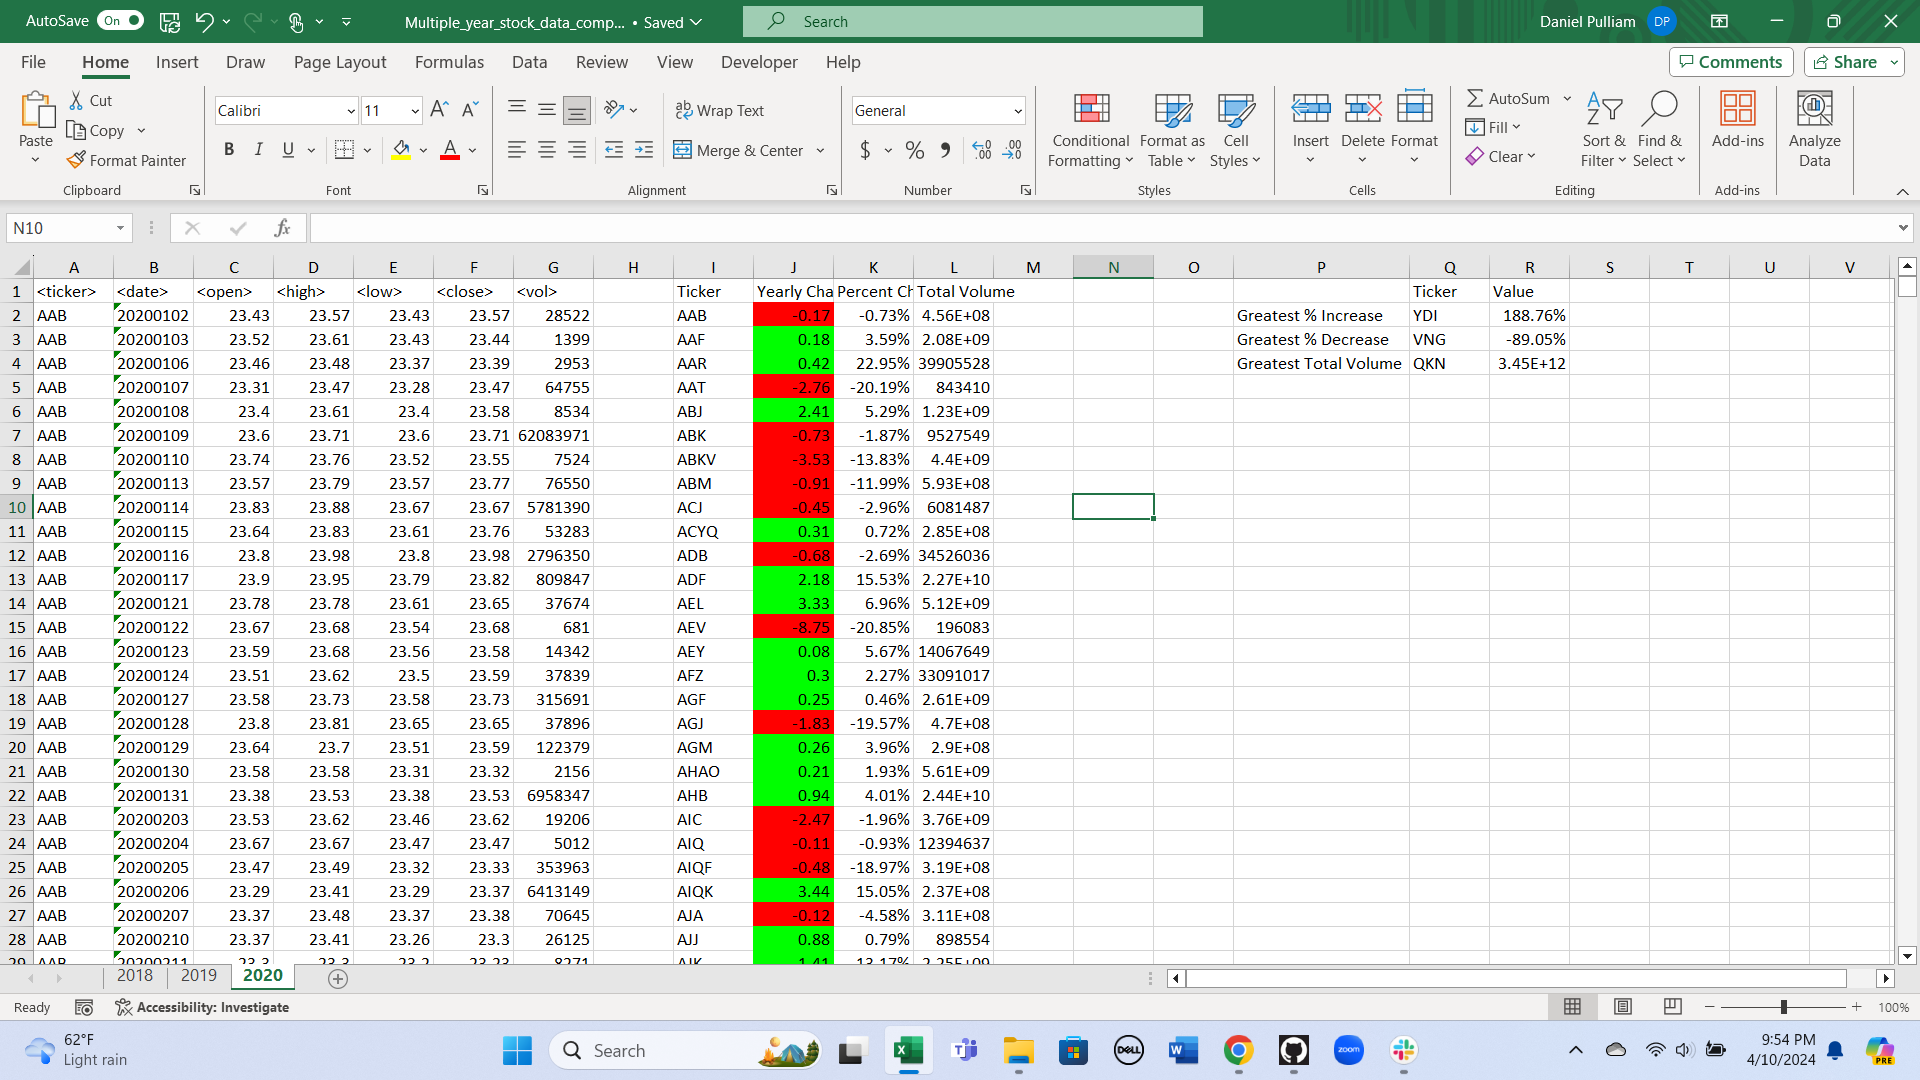 AutoSave On Multiple_year_stock_data_comp... • Saved Search Daniel Pulliam DP
File Home Insert Draw Page Layout Formulas Data Review View Developer Help Comments Share
Paste Cut Copy Format Painter Clipboard
Calibri 11 B I U A Font
Wrap Text Merge & Center Alignment
General $ % Number
Conditional Formatting Format as Table Cell Styles Styles
Insert Delete Format Cells
AutoSum Fill Clear Sort & Filter Find & Select Editing
Add-ins Add-ins
Analyze Data
N10 fx
A B C D E F G H I J K L M N O P Q R S T U V
1 <ticker> <date> <open> <high> <low> <close> <vol> Ticker Yearly Cha Percent Ch Total Volume Ticker Value
2 AAB 20200102 23.43 23.57 23.43 23.57 28522 AAB -0.17 -0.73% 4.56E+08 Greatest % Increase YDI 188.76%
3 AAB 20200103 23.52 23.61 23.43 23.44 1399 AAF 0.18 3.59% 2.08E+09 Greatest % Decrease VNG -89.05%
4 AAB 20200106 23.46 23.48 23.37 23.39 2953 AAR 0.42 22.95% 39905528 Greatest Total Volume QKN 3.45E+12
5 AAB 20200107 23.31 23.47 23.28 23.47 64755 AAT -2.76 -20.19% 843410
6 AAB 20200108 23.4 23.61 23.4 23.58 8534 ABJ 2.41 5.29% 1.23E+09
7 AAB 20200109 23.6 23.71 23.6 23.71 62083971 ABK -0.73 -1.87% 9527549
8 AAB 20200110 23.74 23.76 23.52 23.55 7524 ABKV -3.53 -13.83% 4.4E+09
9 AAB 20200113 23.57 23.79 23.57 23.77 76550 ABM -0.91 -11.99% 5.93E+08
10 AAB 20200114 23.83 23.88 23.67 23.67 5781390 ACJ -0.45 -2.96% 6081487
11 AAB 20200115 23.64 23.83 23.61 23.76 53283 ACYQ 0.31 0.72% 2.85E+08
12 AAB 20200116 23.8 23.98 23.8 23.98 2796350 ADB -0.68 -2.69% 34526036
13 AAB 20200117 23.9 23.95 23.79 23.82 809847 ADF 2.18 15.53% 2.27E+10
14 AAB 20200121 23.78 23.78 23.61 23.65 37674 AEL 3.33 6.96% 5.12E+09
15 AAB 20200122 23.67 23.68 23.54 23.68 681 AEV -8.75 -20.85% 196083
16 AAB 20200123 23.59 23.68 23.56 23.58 14342 AEY 0.08 5.67% 14067649
17 AAB 20200124 23.51 23.62 23.5 23.59 37839 AFZ 0.3 2.27% 33091017
18 AAB 20200127 23.58 23.73 23.58 23.73 315691 AGF 0.25 0.46% 2.61E+09
19 AAB 20200128 23.8 23.81 23.65 23.65 37896 AGJ -1.83 -19.57% 4.7E+08
20 AAB 20200129 23.64 23.7 23.51 23.59 122379 AGM 0.26 3.96% 2.9E+08
21 AAB 20200130 23.58 23.58 23.31 23.32 2156 AHAO 0.21 1.93% 5.61E+09
22 AAB 20200131 23.38 23.53 23.38 23.53 6958347 AHB 0.94 4.01% 2.44E+10
23 AAB 20200203 23.53 23.62 23.46 23.62 19206 AIC -2.47 -1.96% 3.76E+09
24 AAB 20200204 23.67 23.67 23.47 23.47 5012 AIQ -0.11 -0.93% 12394637
25 AAB 20200205 23.47 23.49 23.32 23.33 353963 AIQF -0.48 -18.97% 3.19E+08
26 AAB 20200206 23.29 23.41 23.29 23.37 6413149 AIQK 3.44 15.05% 2.37E+08
27 AAB 20200207 23.37 23.48 23.37 23.38 70645 AJA -0.12 -4.58% 3.11E+08
28 AAB 20200210 23.37 23.41 23.26 23.3 26125 AJJ 0.88 0.79% 898554
29 AAB 20200211 23.3 23.3 23.2 23.23 8271 AJK 1.41 13.17% 2.25E+09
2018 2019 2020
Ready Accessibility: Investigate 100%
62°F
Light rain
Search DELL zoom PRE
9:54 PM
4/10/2024